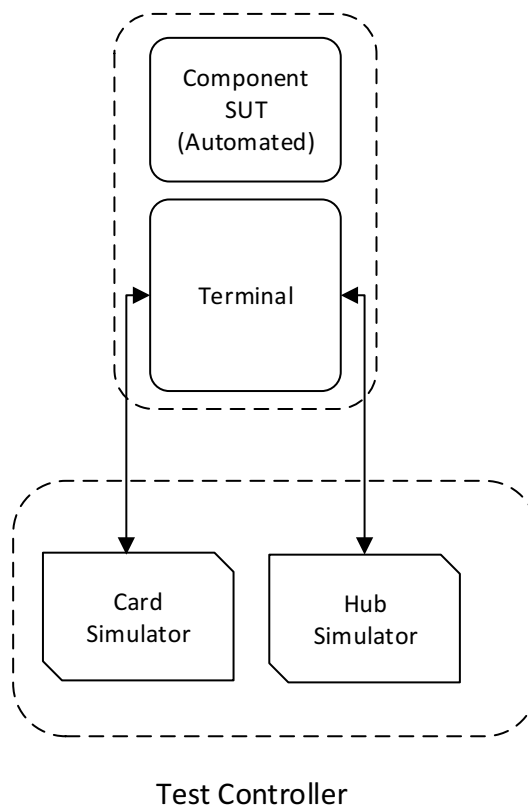 Component
SUT
(Automated)
Terminal
Card
Simulator
Hub
Simulator
Test Controller